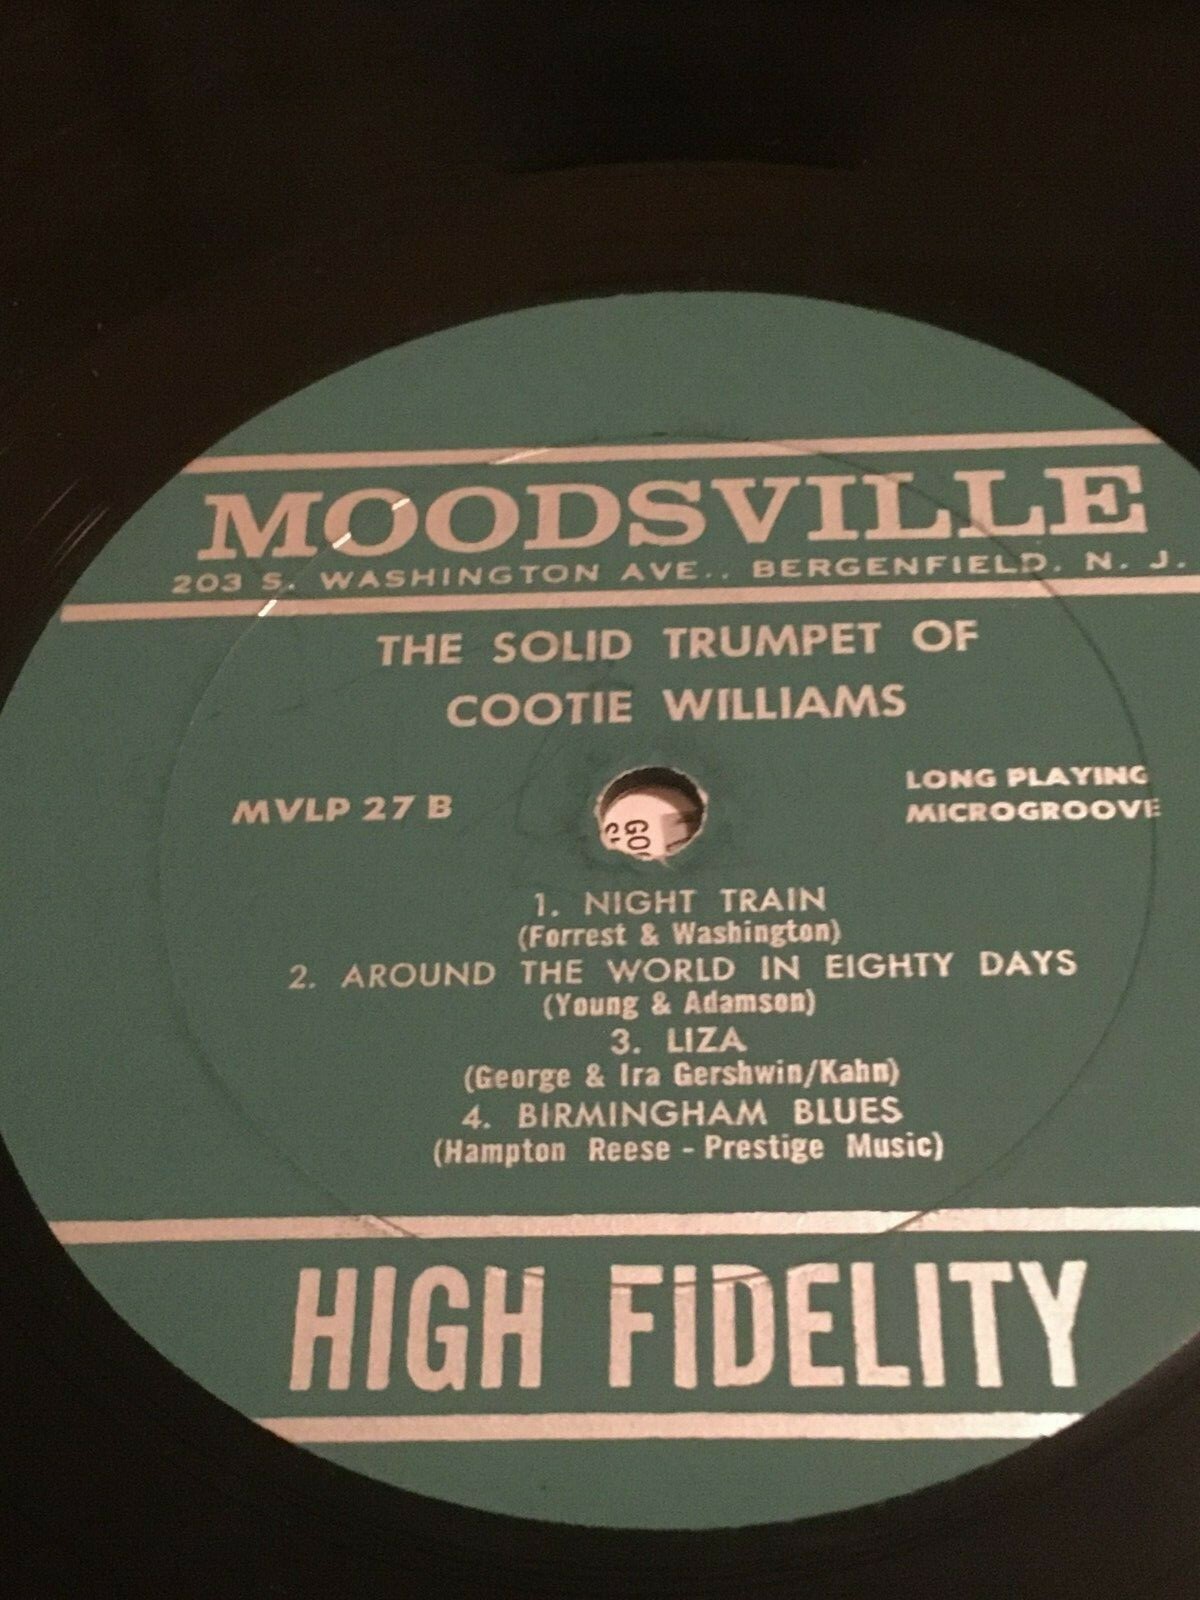 MOODSVILLE
203 S. WASHINGTON AVE.. BERGENFIELD. N. J.
THE SOLID TRUMPET OF
COOTIE WILLIAMS
MVLP 27 B
LONG PLAYING
MICROGROOVE
1. NIGHT TRAIN
(Forrest & Washington)
2. AROUND THE WORLD IN EIGHTY DAYS
(Young & Adamson)
3. LIZA
(George & Ira Gershwin/Kahn)
4. BIRMINGHAM BLUES
(Hampton Reese - Prestige Music)
HIGH FIDELITY